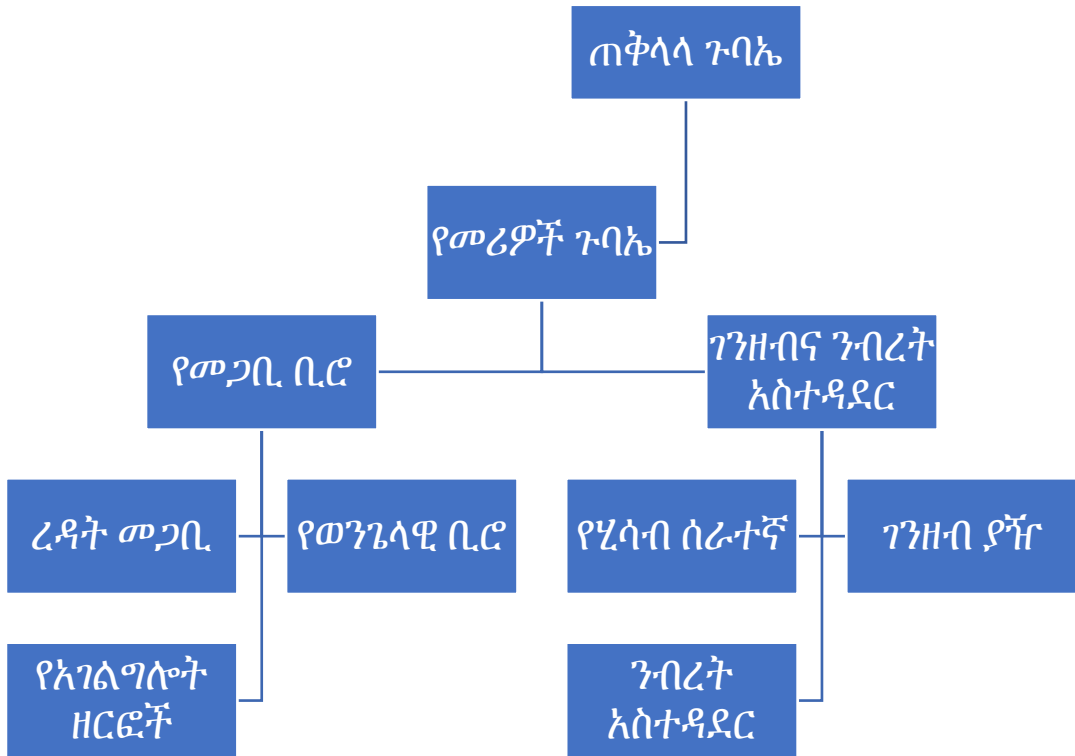 ጠቅላላ ጉባኤ
የመሪዎች ጉባኤ
የመጋቢ ቢሮ
ገንዘብና ንብረት
አስተዳደር
ረዳት መጋቢ
የወንጌላዊ ቢሮ
የሂሳብ ሰራተኛ
ገንዘብ ያዥ
የአገልግሎት
ዘርፎች
ንብረት
አስተዳደር